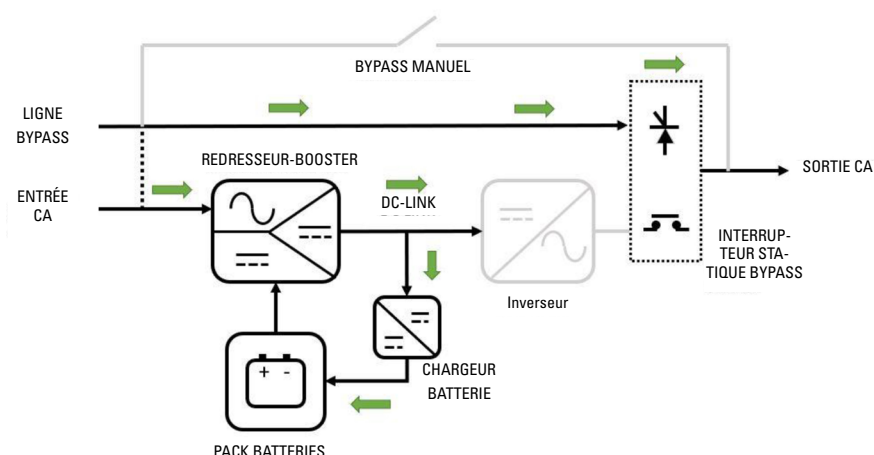 BYPASS MANUEL
LIGNE
BYPASS
REDRESSEUR-BOOSTER
SORTIE CA
ENTRÉE
CA
DC-LINK
INTERRUP-
TEUR STA-
TIQUE BYPASS
Inverseur
+ -
CHARGEUR
BATTERIE
PACK BATTERIES